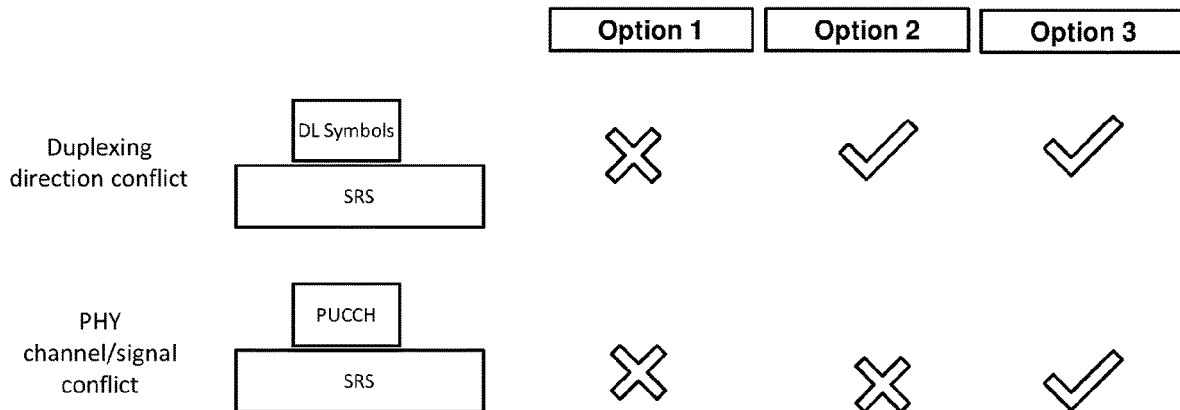 Option 1
Option 2
Option 3
Duplexing
direction conflict
DL Symbols
SRS
PHY
channel/signal
conflict
PUCCH
SRS